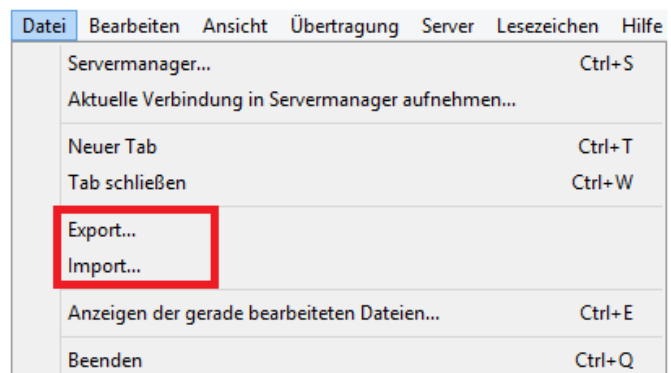 Datei Bearbeiten Ansicht Übertragung Server Lesezeichen Hilfe
Servermanager... Ctrl+S
Aktuelle Verbindung in Servermanager aufnehmen...
Neuer Tab Ctrl+T
Tab schließen Ctrl+W
Export...
Import...
Anzeigen der gerade bearbeiteten Dateien... Ctrl+E
Beenden Ctrl+Q